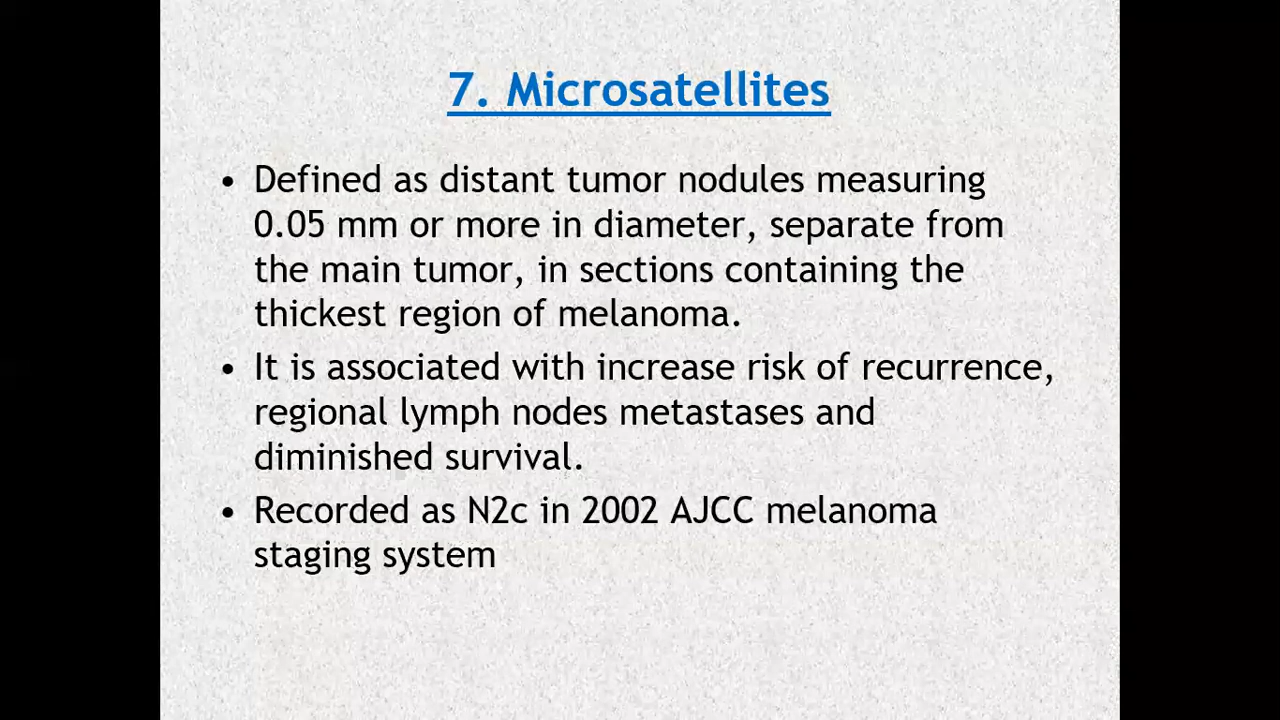 7. Microsatellites
• Defined as distant tumor nodules measuring
0.05 mm or more in diameter, separate from
the main tumor, in sections containing the
thickest region of melanoma.
• It is associated with increase risk of recurrence,
regional lymph nodes metastases and
diminished survival.
• Recorded as N2c in 2002 AJCC melanoma
staging system